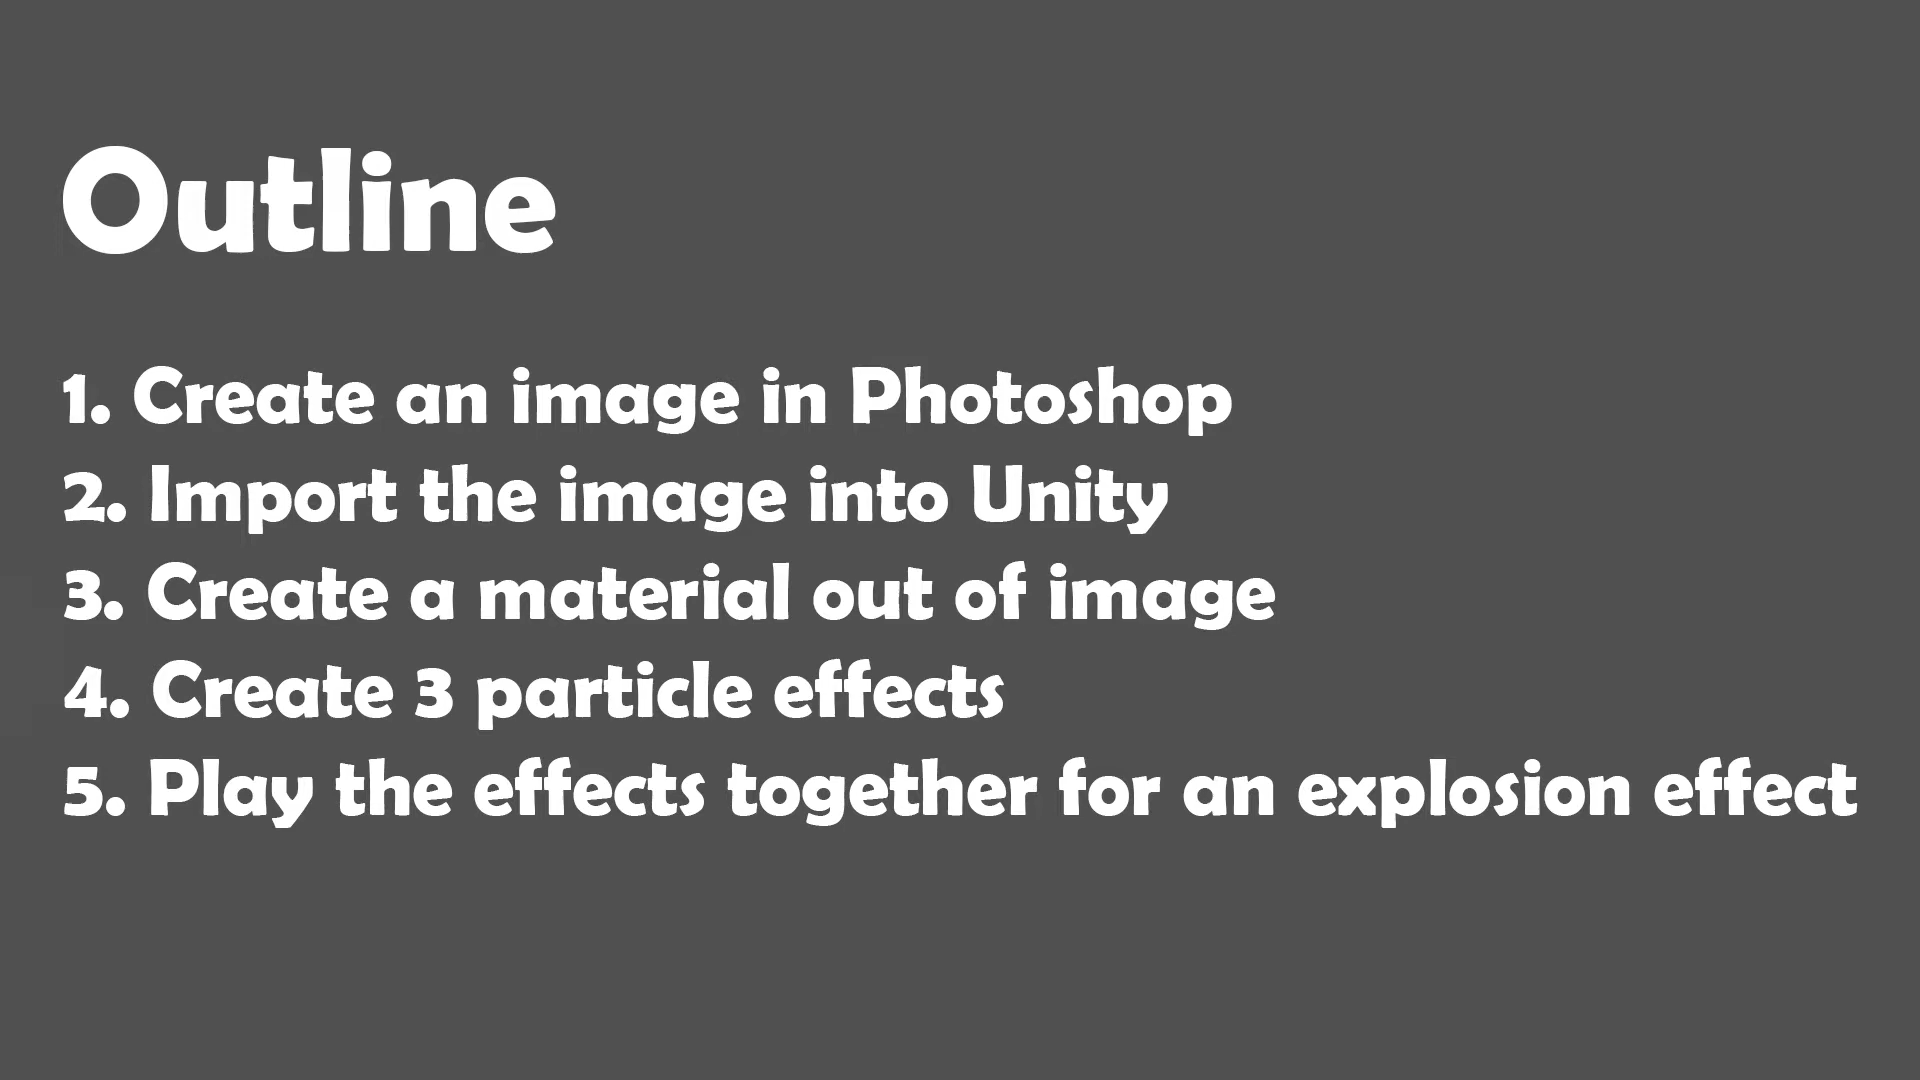 Outline
1. Create an image in Photoshop
2. Import the image into Unity
3. Create a material out of image
4. Create 3 particle effects
5. Play the effects together for an explosion effect